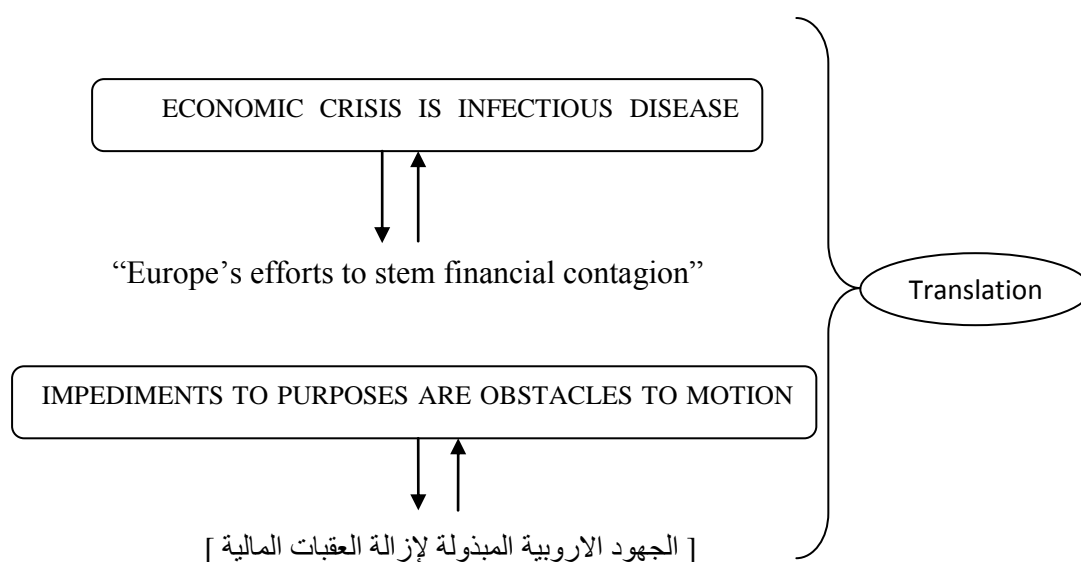 ECONOMIC CRISIS IS INFECTIOUS DISEASE
“Europe’s efforts to stem financial contagion”
Translation
IMPEDIMENTS TO PURPOSES ARE OBSTACLES TO MOTION
[ الجهود الاروبية المبذولة لإزالة العقبات المالية ]